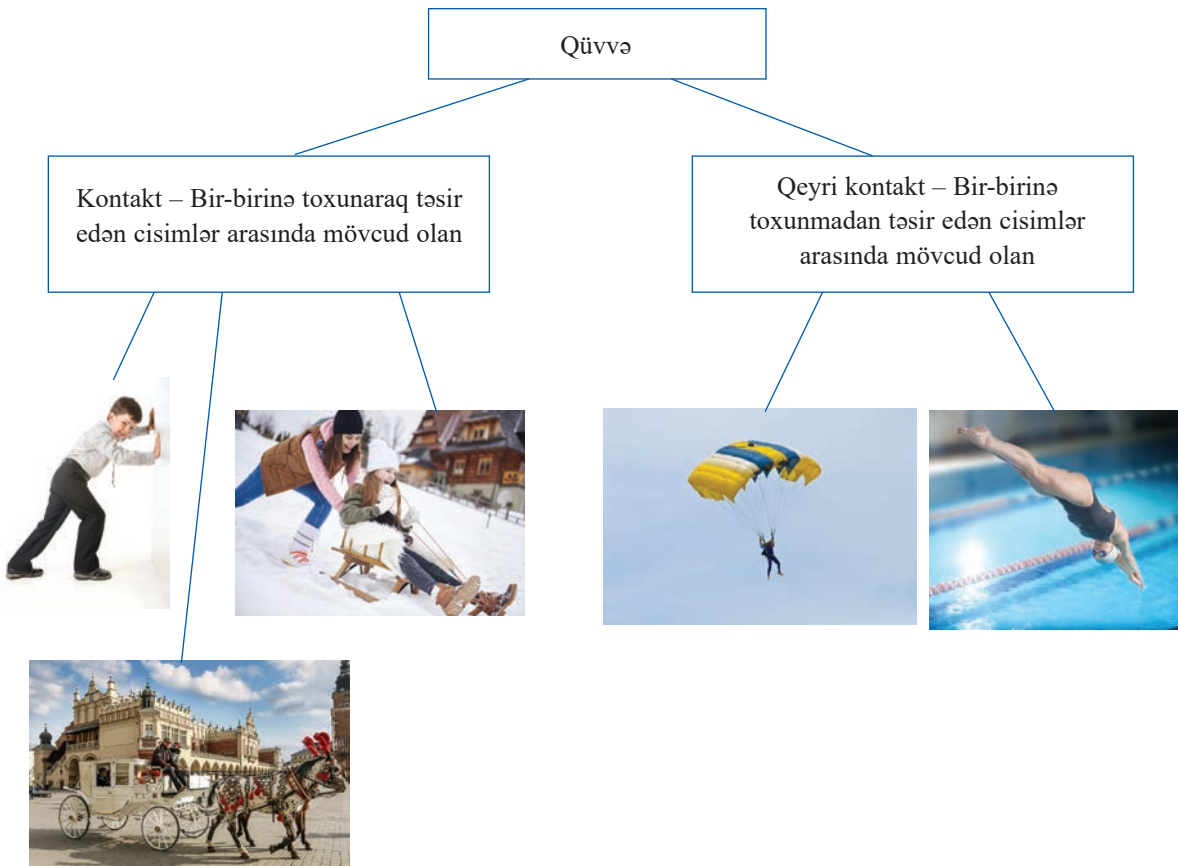 Qüvvə
Kontakt – Bir-birinə toxunaraq təsir
edən cisimlər arasında mövcud olan
Qeyri kontakt – Bir-birinə
toxunmadan təsir edən cisimlər
arasında mövcud olan